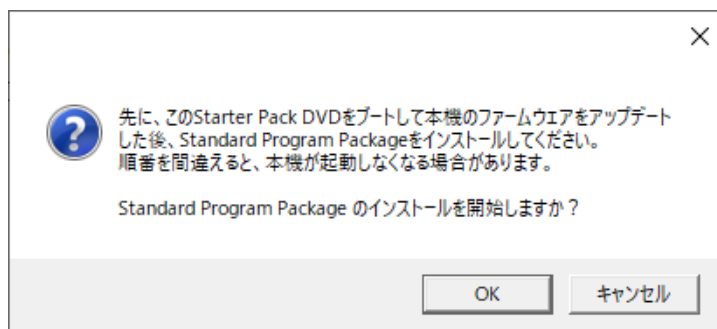 先に、このStarter Pack DVDをブートして本機のファームウェアをアップデート
した後、Standard Program Packageをインストールしてください。
順番を間違えると、本機が起動しなくなる場合があります。
Standard Program Package のインストールを開始しますか？
OK
キャンセル